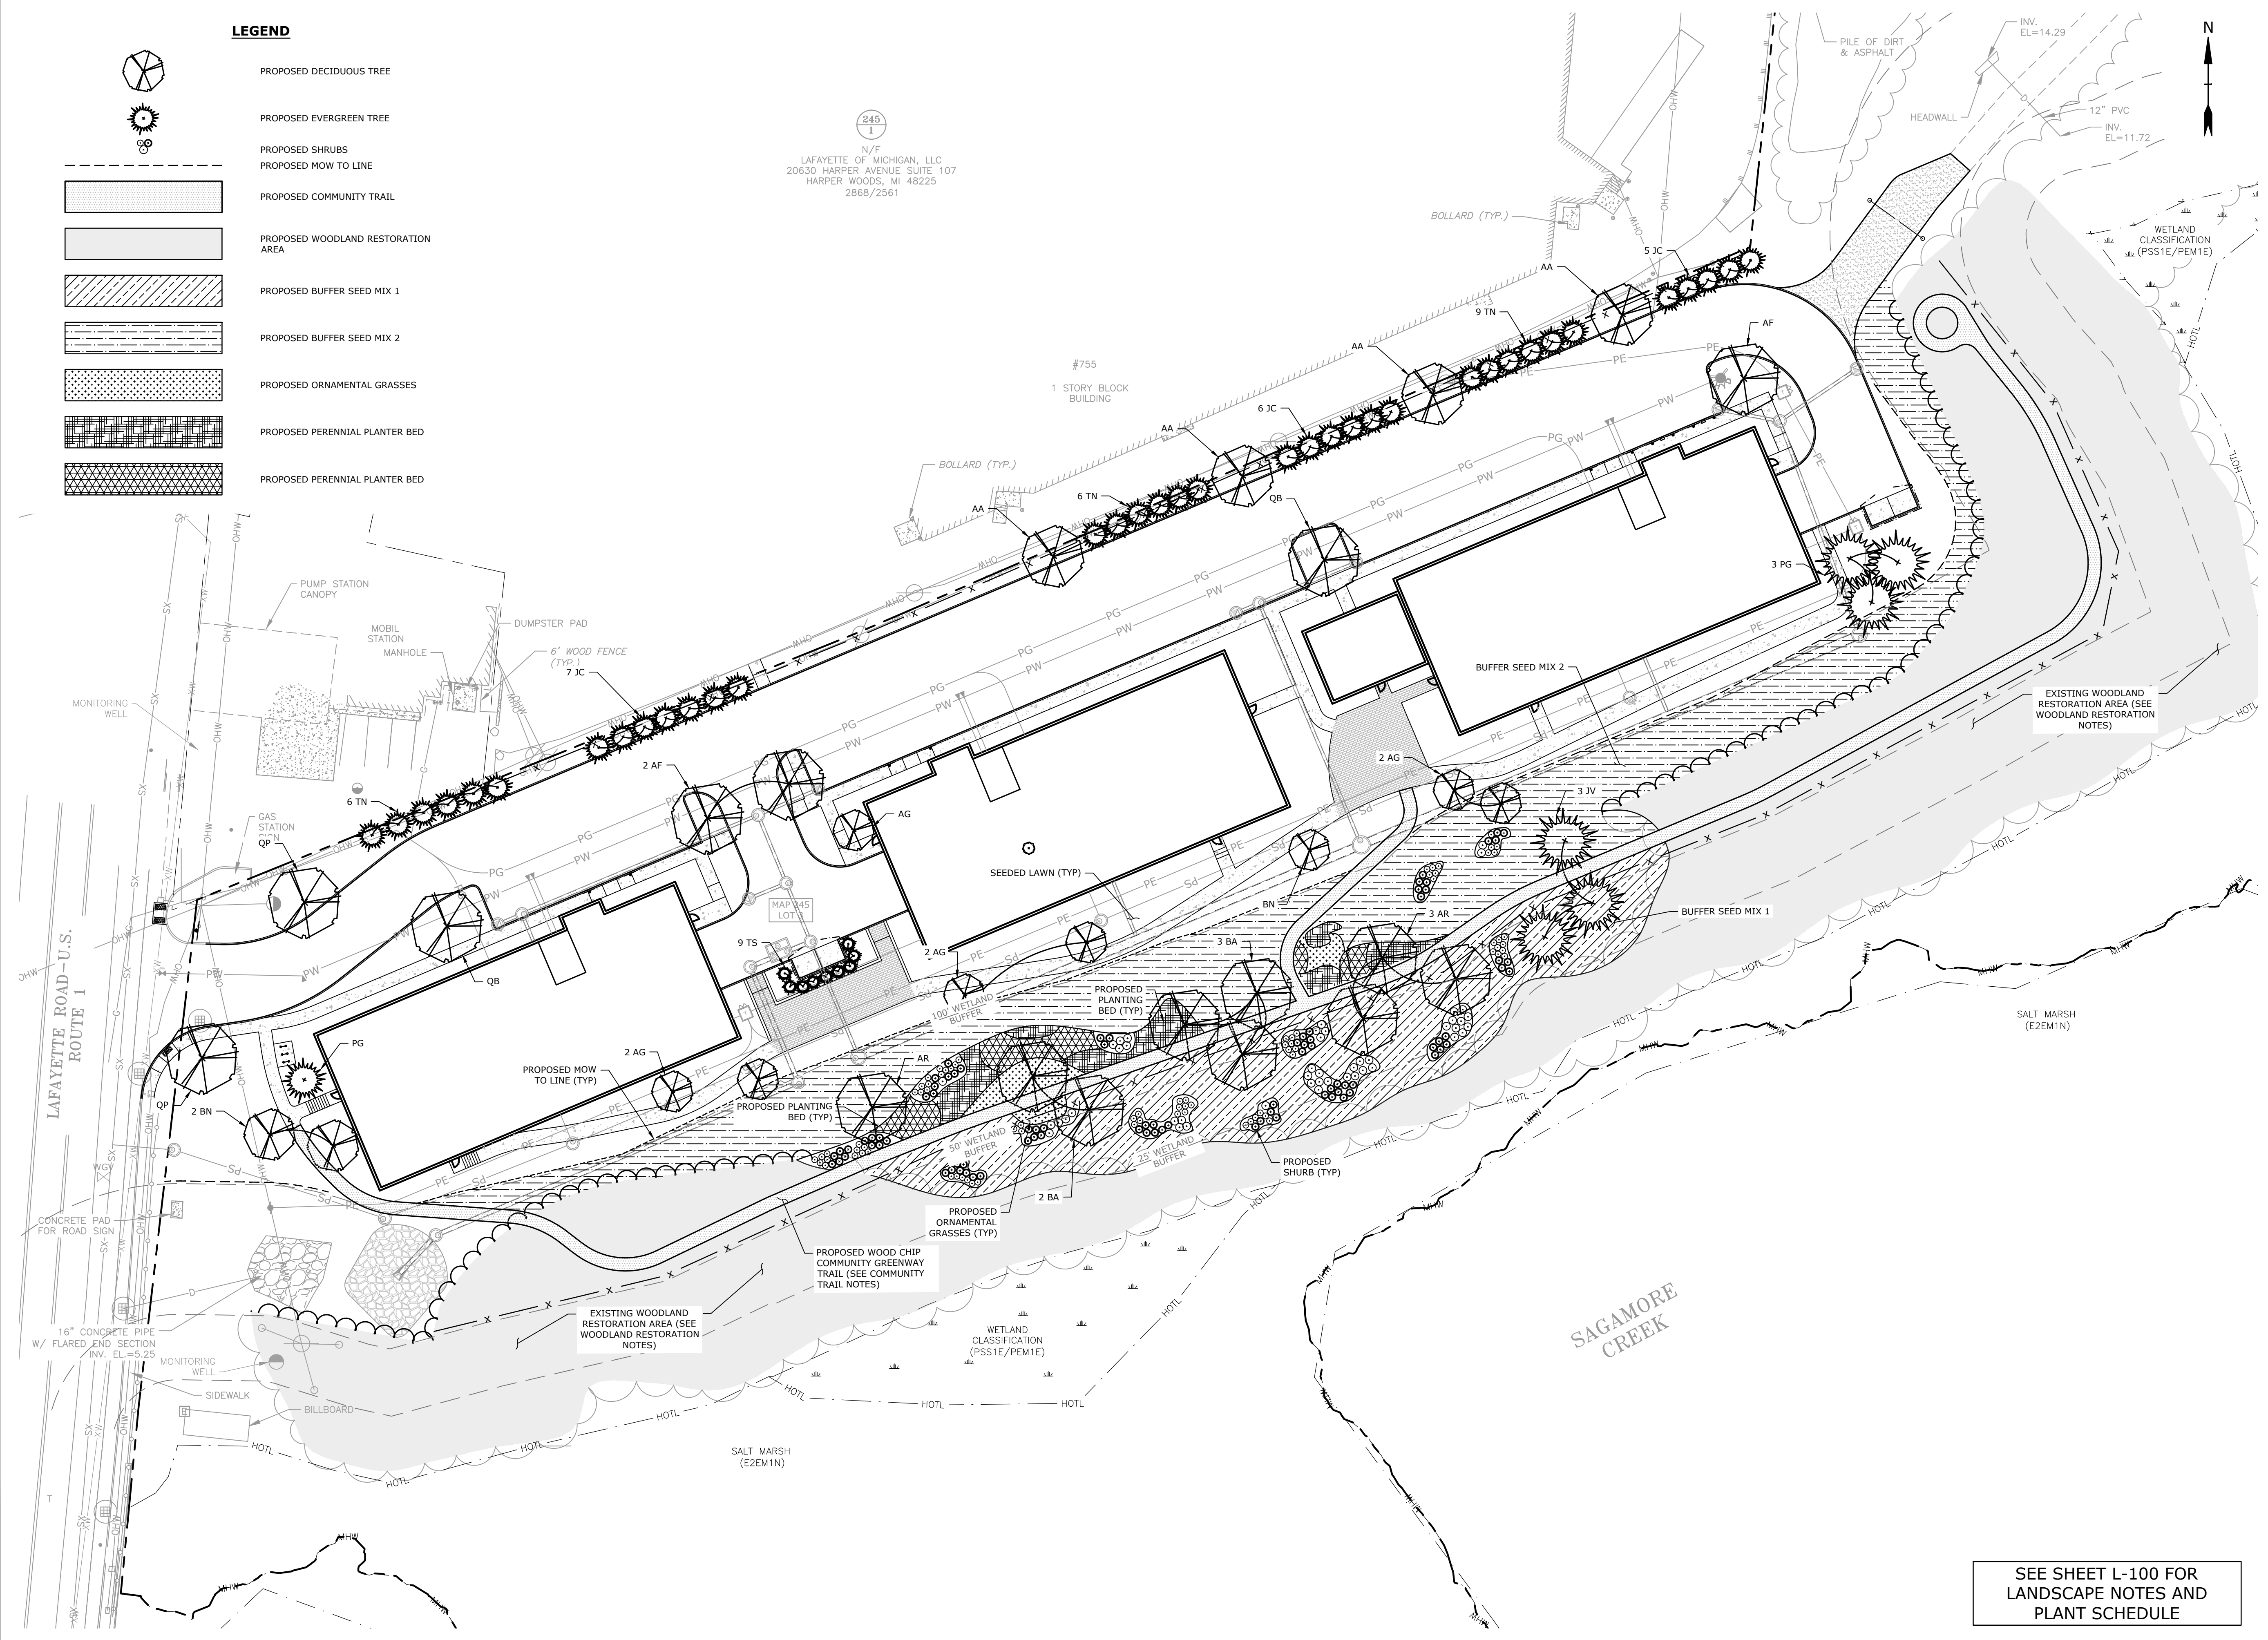 LEGEND
PROPOSED DECIDUOUS TREE
PROPOSED EVERGREEN TREE
PROPOSED SHRUBS
PROPOSED MOW TO LINE
PROPOSED COMMUNITY TRAIL
PROPOSED WOODLAND RESTORATION
AREA
PROPOSED BUFFER SEED MIX 1
PROPOSED BUFFER SEED MIX 2
PROPOSED ORNAMENTAL GRASSES
PROPOSED PERENNIAL PLANTER BED
PROPOSED PERENNIAL PLANTER BED
245
1
N/F
LAFAYETTE OF MICHIGAN, LLC
20630 HARPER AVENUE SUITE 107
HARPER WOODS, MI 48225
2868/2561
PILE OF DIRT
& ASPHALT
INV.
EL=14.29
N
HEADWALL
12" PVC
INV.
EL=11.72
BOLLARD (TYP.)
WETLAND
CLASSIFICATION
(PSS1E/PEM1E)
5 JC
AA
9 TN
AF
AA
#755
1 STORY BLOCK
BUILDING
6 JC
AA
BOLLARD (TYP.)
6 TN
QB
AA
3 PG
PUMP STATION
CANOPY
MOBIL
STATION
MANHOLE
DUMPSTER PAD
6' WOOD FENCE
(TYP.)
7 JC
MONITORING
WELL
BUFFER SEED MIX 2
EXISTING WOODLAND
RESTORATION AREA (SEE
WOODLAND RESTORATION
NOTES)
2 AF
2 AG
3 JV
6 TN
GAS
STATION
SIGN
QP
AG
SEEDED LAWN (TYP)
BN
MAP 245
LOT 3
BUFFER SEED MIX 1
3 AR
3 BA
9 TS
2 AG
QB
PROPOSED
PLANTING
BED (TYP)
100' WETLAND
BUFFER
LAFAYETTE ROAD-U.S.
ROUTE 1
SALT MARSH
(E2EM1N)
PG
2 AG
AR
PROPOSED MOW
TO LINE (TYP)
QP
2 BN
PROPOSED PLANTING
BED (TYP)
50' WETLAND
BUFFER
25' WETLAND
BUFFER
WGV
PROPOSED
SHURB (TYP)
2 BA
PROPOSED
ORNAMENTAL
GRASSES (TYP)
CONCRETE PAD
FOR ROAD SIGN
PROPOSED WOOD CHIP
COMMUNITY GREENWAY
TRAIL (SEE COMMUNITY
TRAIL NOTES)
EXISTING WOODLAND
RESTORATION AREA (SEE
WOODLAND RESTORATION
NOTES)
WETLAND
CLASSIFICATION
(PSS1E/PEM1E)
SAGAMORE
CREEK
16" CONCRETE PIPE
W/ FLARED END SECTION
INV. EL.=5.25
MONITORING
WELL
SIDEWALK
BILLBOARD
HOTL
SALT MARSH
(E2EM1N)
T
MHW
SEE SHEET L-100 FOR
LANDSCAPE NOTES AND
PLANT SCHEDULE